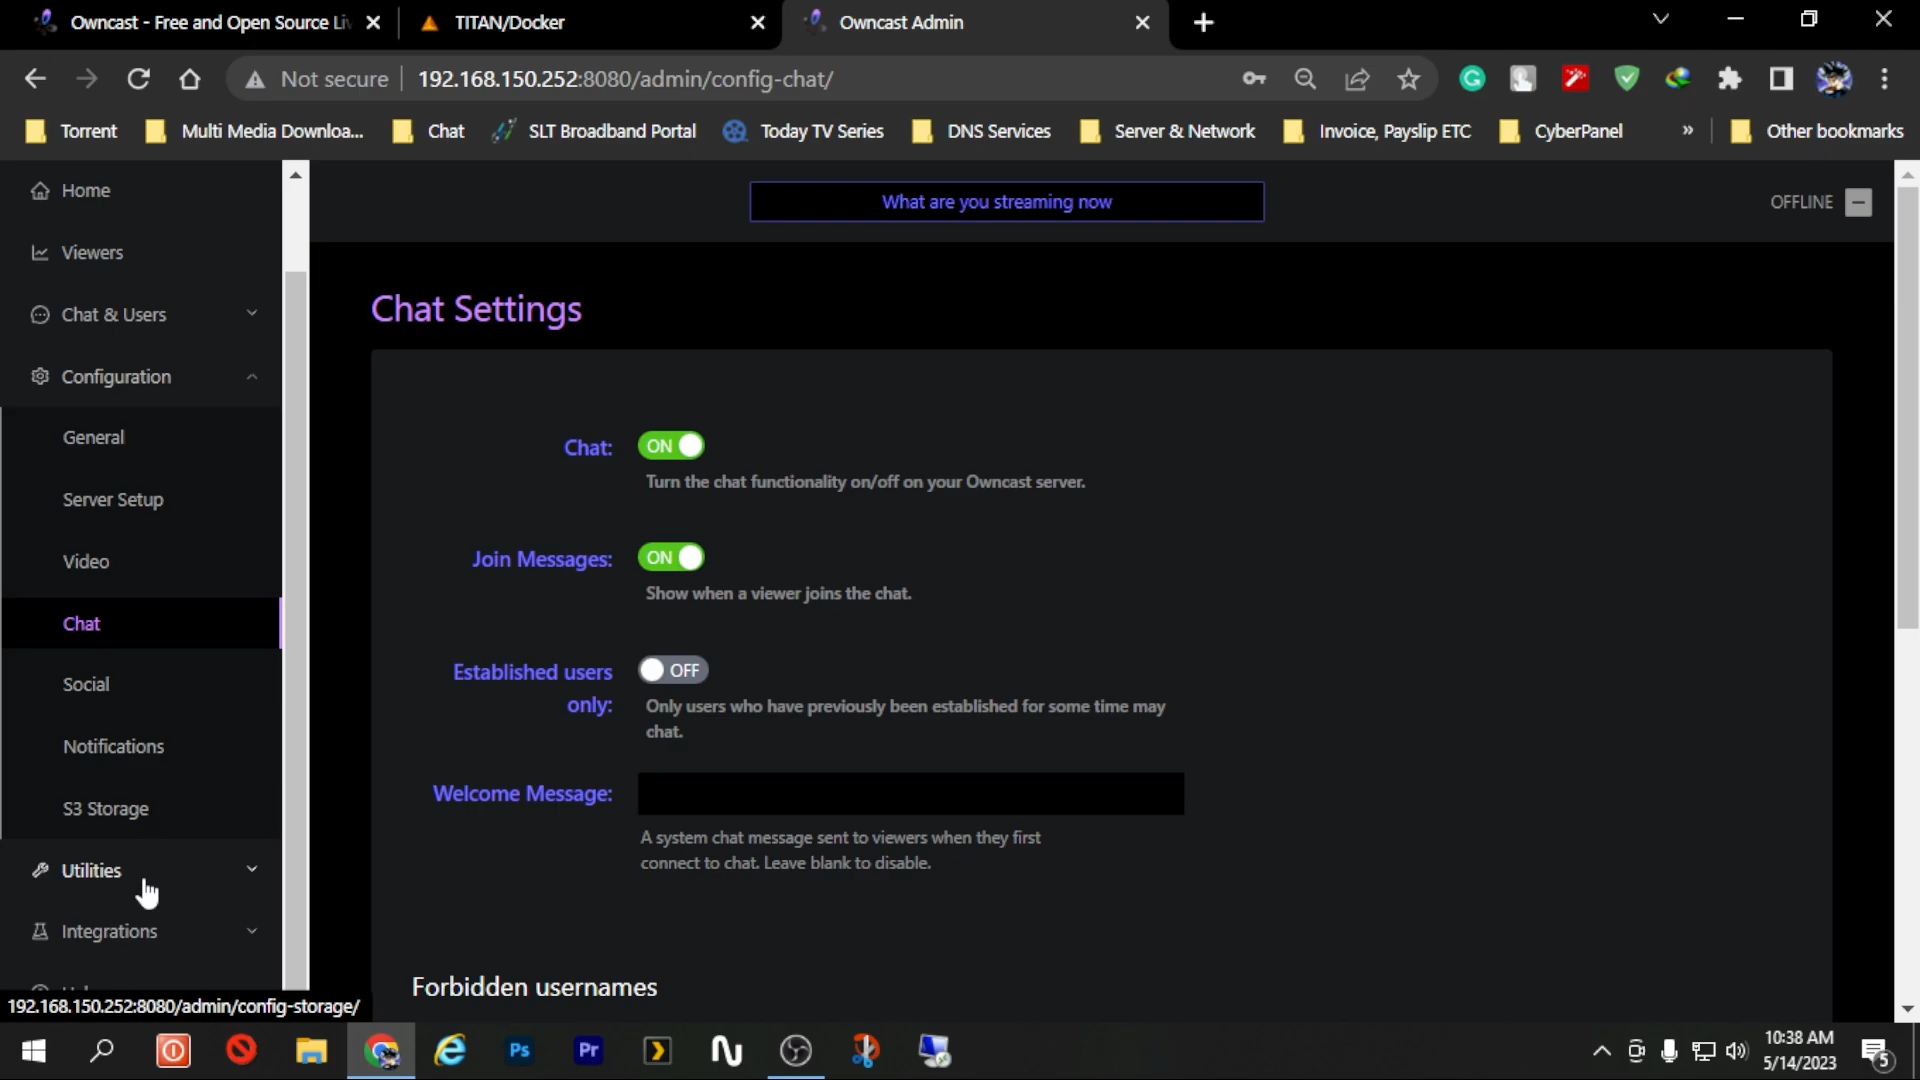 Owncast - Free and Open Source Li
TITAN/Docker
Owncast Admin
Not secure
192.168.150.252:8080/admin/config-chat/
Torrent
Multi Media Downloa...
Chat
SLT Broadband Portal
Today TV Series
DNS Services
Server & Network
Invoice, Payslip ETC
CyberPanel
»
Other bookmarks
Home
Viewers
Chat & Users
Configuration
General
Server Setup
Video
Chat
Social
Notifications
S3 Storage
Utilities
Integrations
192.168.150.252:8080/admin/config-storage/
What are you streaming now
OFFLINE
Chat Settings
Chat:
ON
Turn the chat functionality on/off on your Owncast server.
Join Messages:
ON
Show when a viewer joins the chat.
Established users
only:
OFF
Only users who have previously been established for some time may
chat.
Welcome Message:
A system chat message sent to viewers when they first
connect to chat. Leave blank to disable.
Forbidden usernames
Ps
Pr
10:38 AM
5/14/2023
5